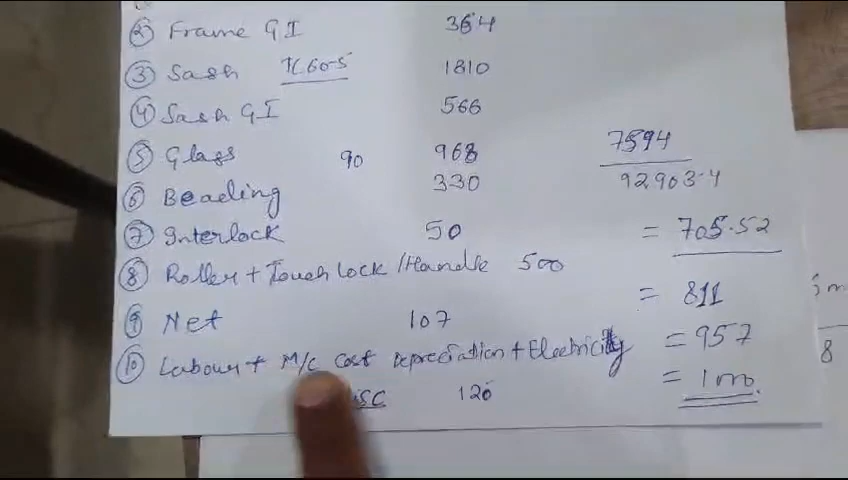 ② Frame GI 364
③ Sash 1810
④ Sash GI 566
⑤ Glass 90 968
⑥ Beading 330
⑦ Interlock 50
⑧ Roller + Touch Lock /Handle 500
⑨ Net 107
⑩ Labour + M/C Cost Depreciation + Electricity
120
7594
92903.4
= 705.52
= 811
= 957
8